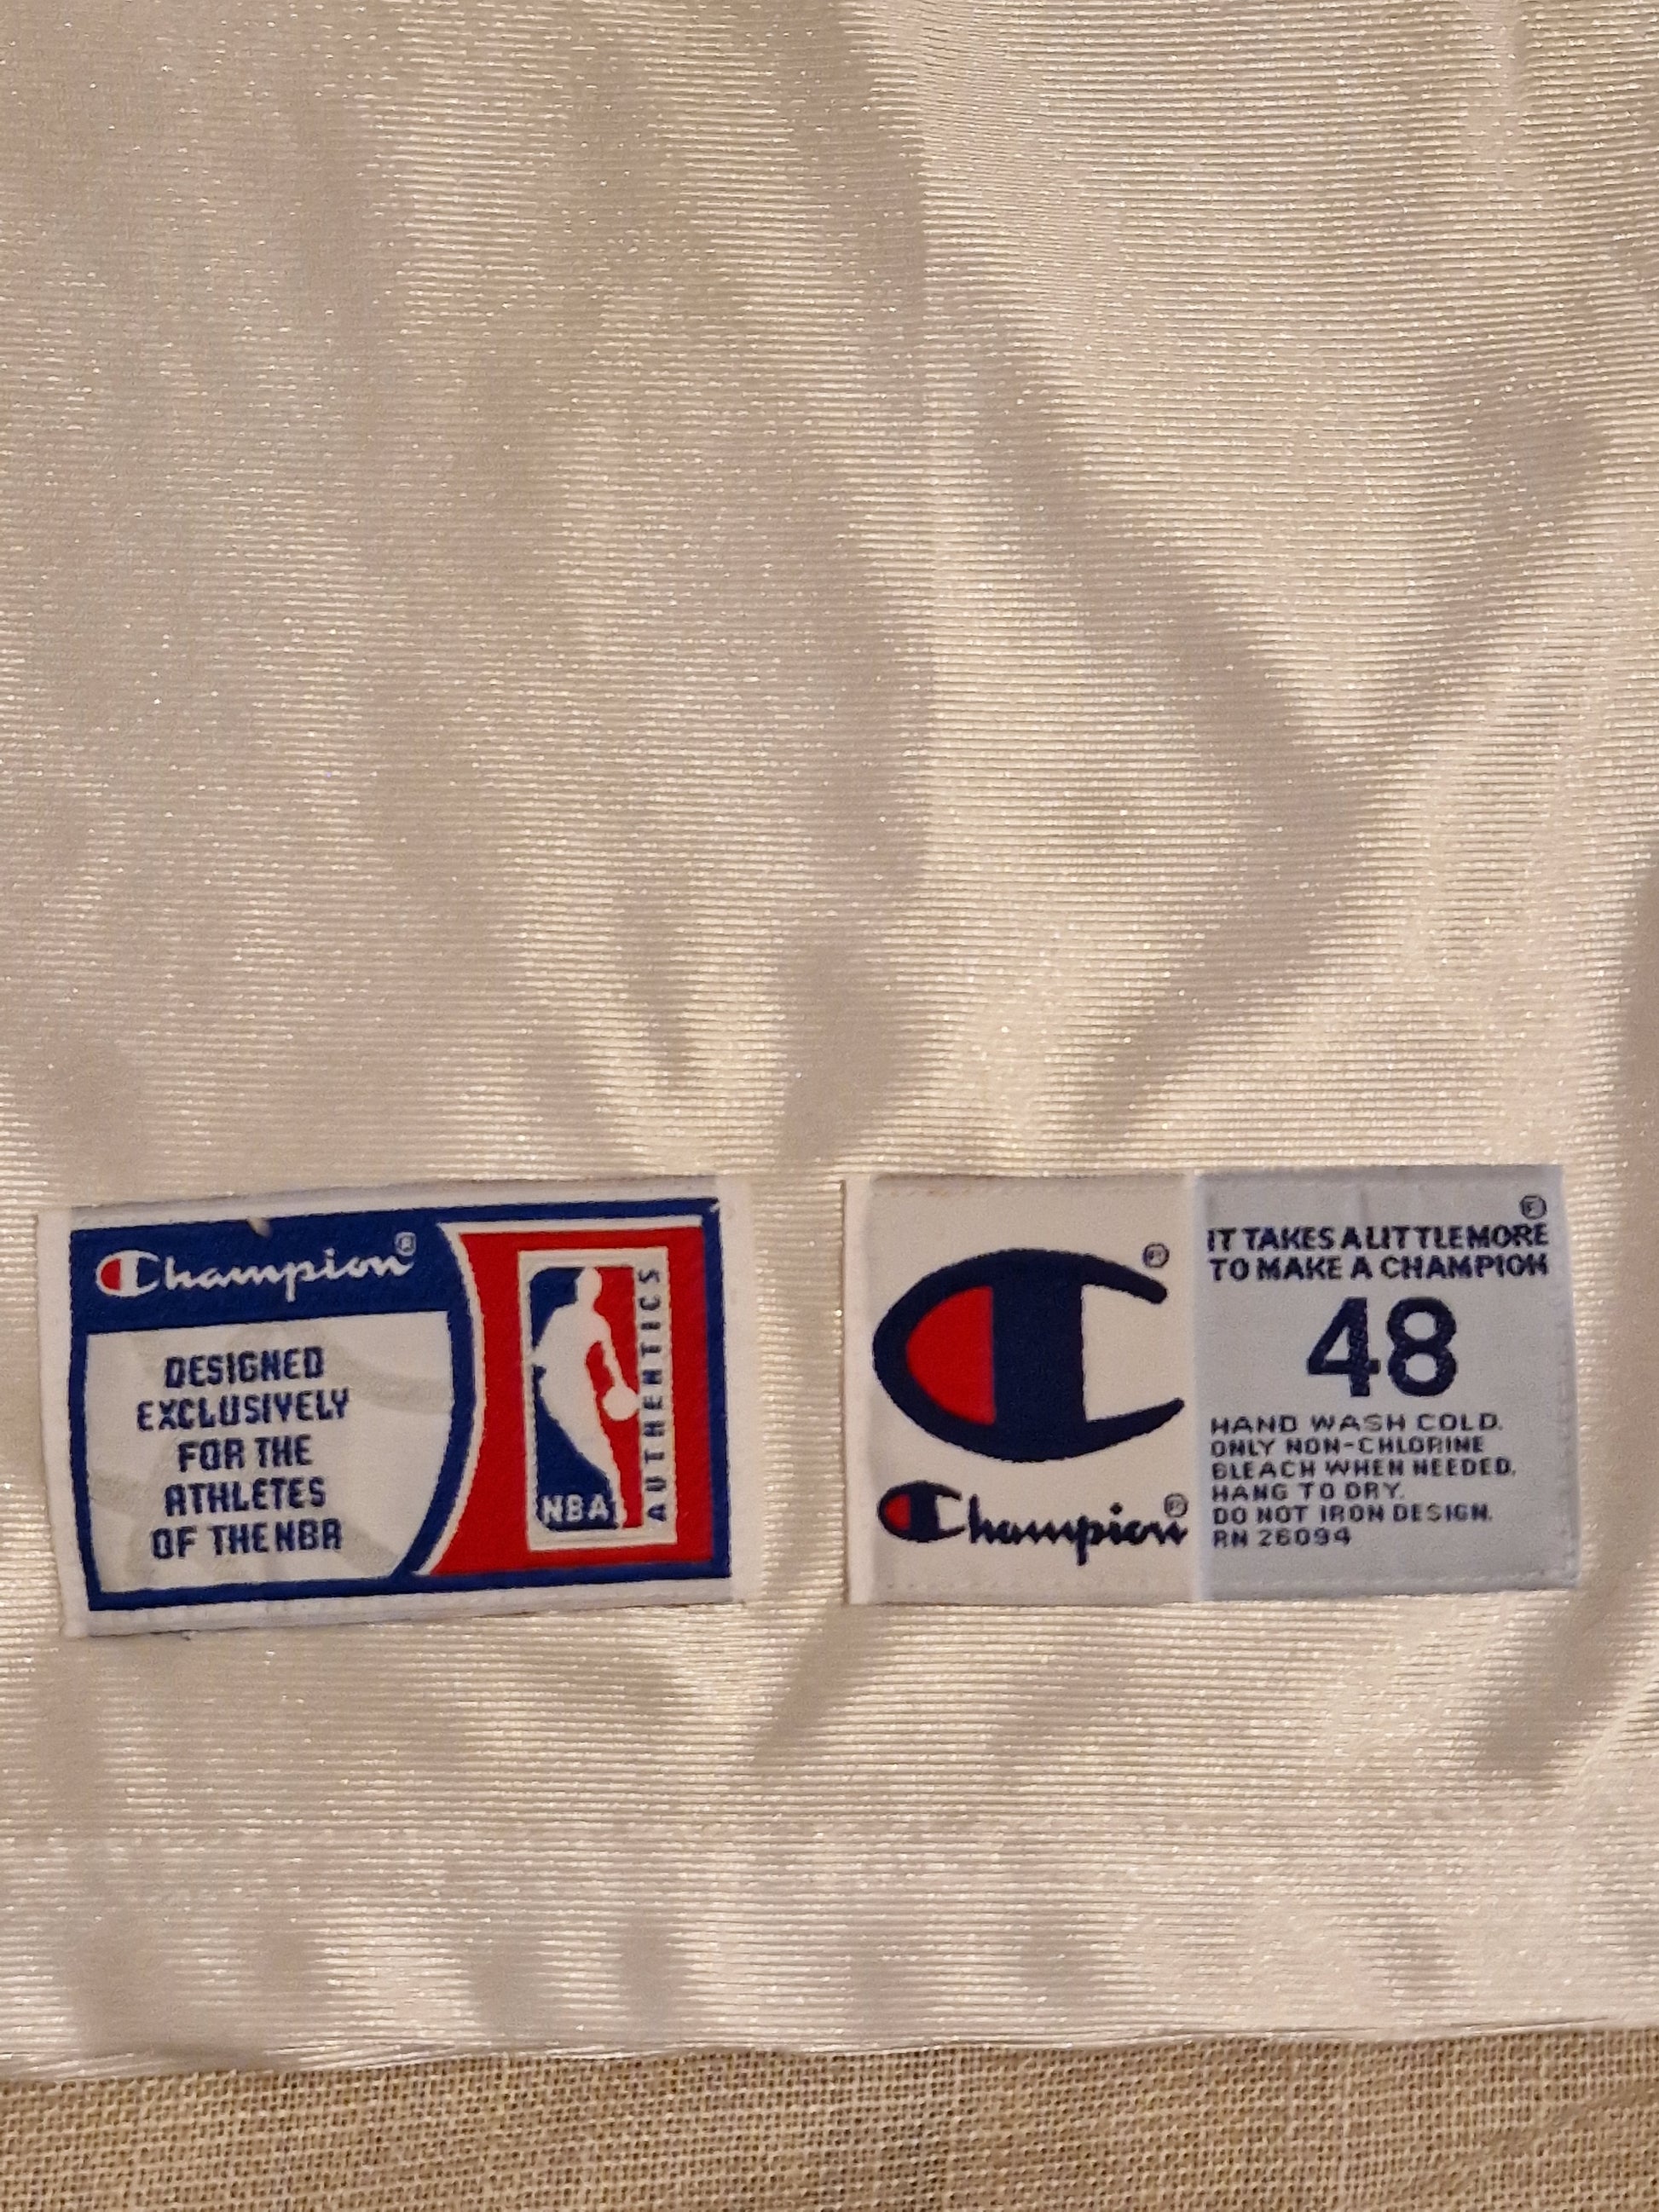 Champion®
DESIGNED
EXCLUSIVELY
FOR THE
ATHLETES
OF THE NBA
NBA
AUTHENTICS
®
Champion®
®
IT TAKES A LITTLE MORE
TO MAKE A CHAMPION
48
HAND WASH COLD.
ONLY NON-CHLORINE
BLEACH WHEN NEEDED.
HANG TO DRY.
DO NOT IRON DESIGN.
RN 26094